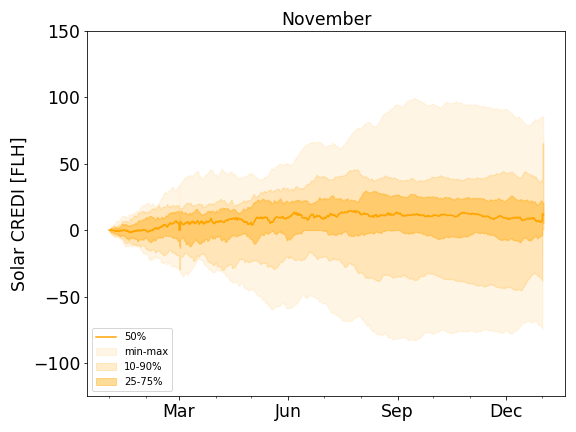 November
Solar CREDI [FLH]
150
100
50
0
−50
−100
50%
min-max
10-90%
25-75%
Mar Jun Sep Dec